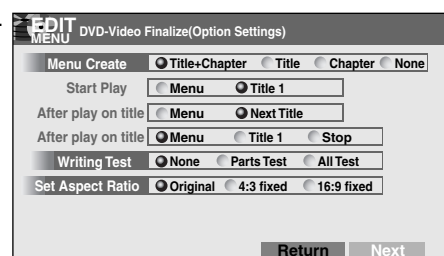 EDIT MENU DVD-Video Finalize(Option Settings)
Menu Create Title+Chapter Title Chapter None
Start Play Menu Title 1
After play on title Menu Next Title
After play on title Menu Title 1 Stop
Writing Test None Parts Test All Test
Set Aspect Ratio Original 4:3 fixed 16:9 fixed
Return Next